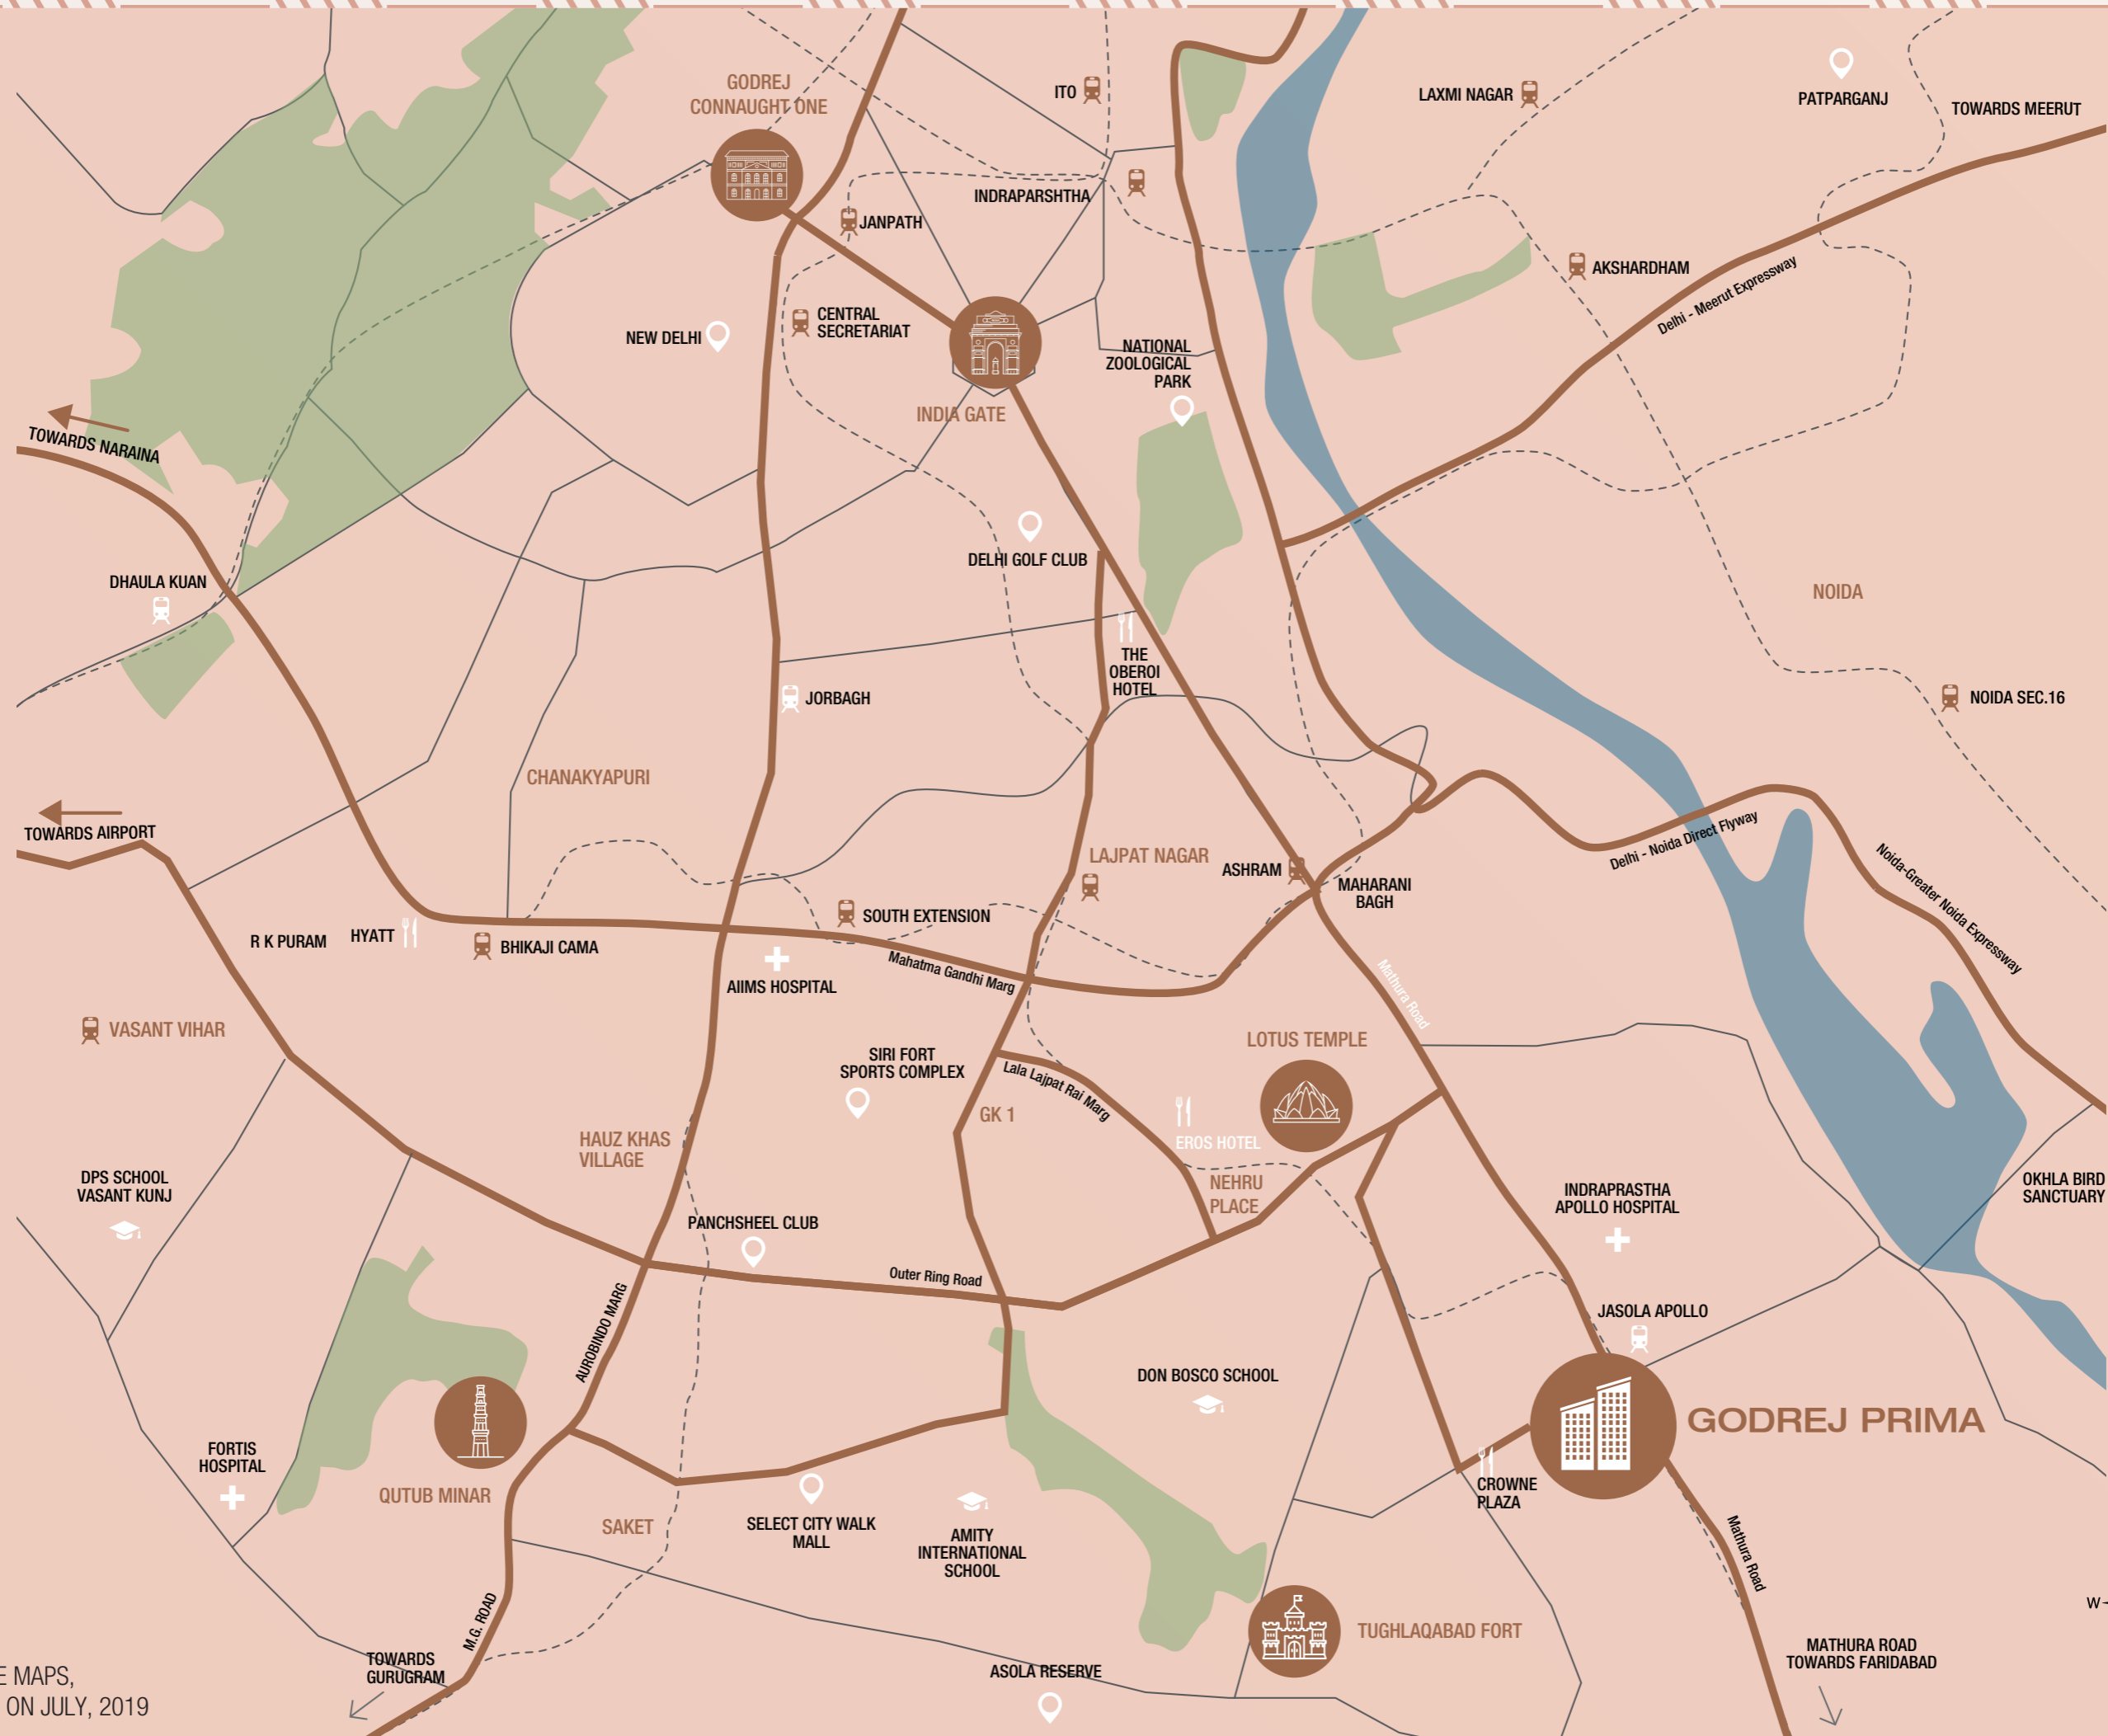 GODREJ
CONNAUGHT ONE
ITO
LAXMI NAGAR
PATPARGANJ
TOWARDS MEERUT
INDRAPARSHTHA
JANPATH
AKSHARDHAM
Delhi - Meerut Expressway
CENTRAL
SECRETARIAT
NEW DELHI
NATIONAL
ZOOLOGICAL
PARK
INDIA GATE
TOWARDS NARAINA
DELHI GOLF CLUB
DHAULA KUAN
NOIDA
THE
OBEROI
HOTEL
JORBAGH
NOIDA SEC.16
CHANAKYAPURI
TOWARDS AIRPORT
LAJPAT NAGAR
ASHRAM
MAHARANI
BAGH
Delhi - Noida Direct Flyway
Noida-Greater Noida Expressway
SOUTH EXTENSION
R K PURAM
HYATT
BHIKAJI CAMA
Mahatma Gandhi Marg
AIIMS HOSPITAL
Mathura Road
VASANT VIHAR
LOTUS TEMPLE
SIRI FORT
SPORTS COMPLEX
Lala Lajpat Rai Marg
GK 1
EROS HOTEL
HAUZ KHAS
VILLAGE
DPS SCHOOL
VASANT KUNJ
NEHRU
PLACE
INDRAPRASTHA
APOLLO HOSPITAL
OKHLA BIRD
SANCTUARY
PANCHSHEEL CLUB
Outer Ring Road
AUROBINDO MARG
JASOLA APOLLO
DON BOSCO SCHOOL
GODREJ PRIMA
FORTIS
HOSPITAL
QUTUB MINAR
CROWNE
PLAZA
SAKET
SELECT CITY WALK
MALL
AMITY
INTERNATIONAL
SCHOOL
Mathura Road
W
M.G. ROAD
TUGHLAQABAD FORT
MATHURA ROAD
TOWARDS FARIDABAD
TOWARDS
GURUGRAM
ASOLA RESERVE
E MAPS,
ON JULY, 2019